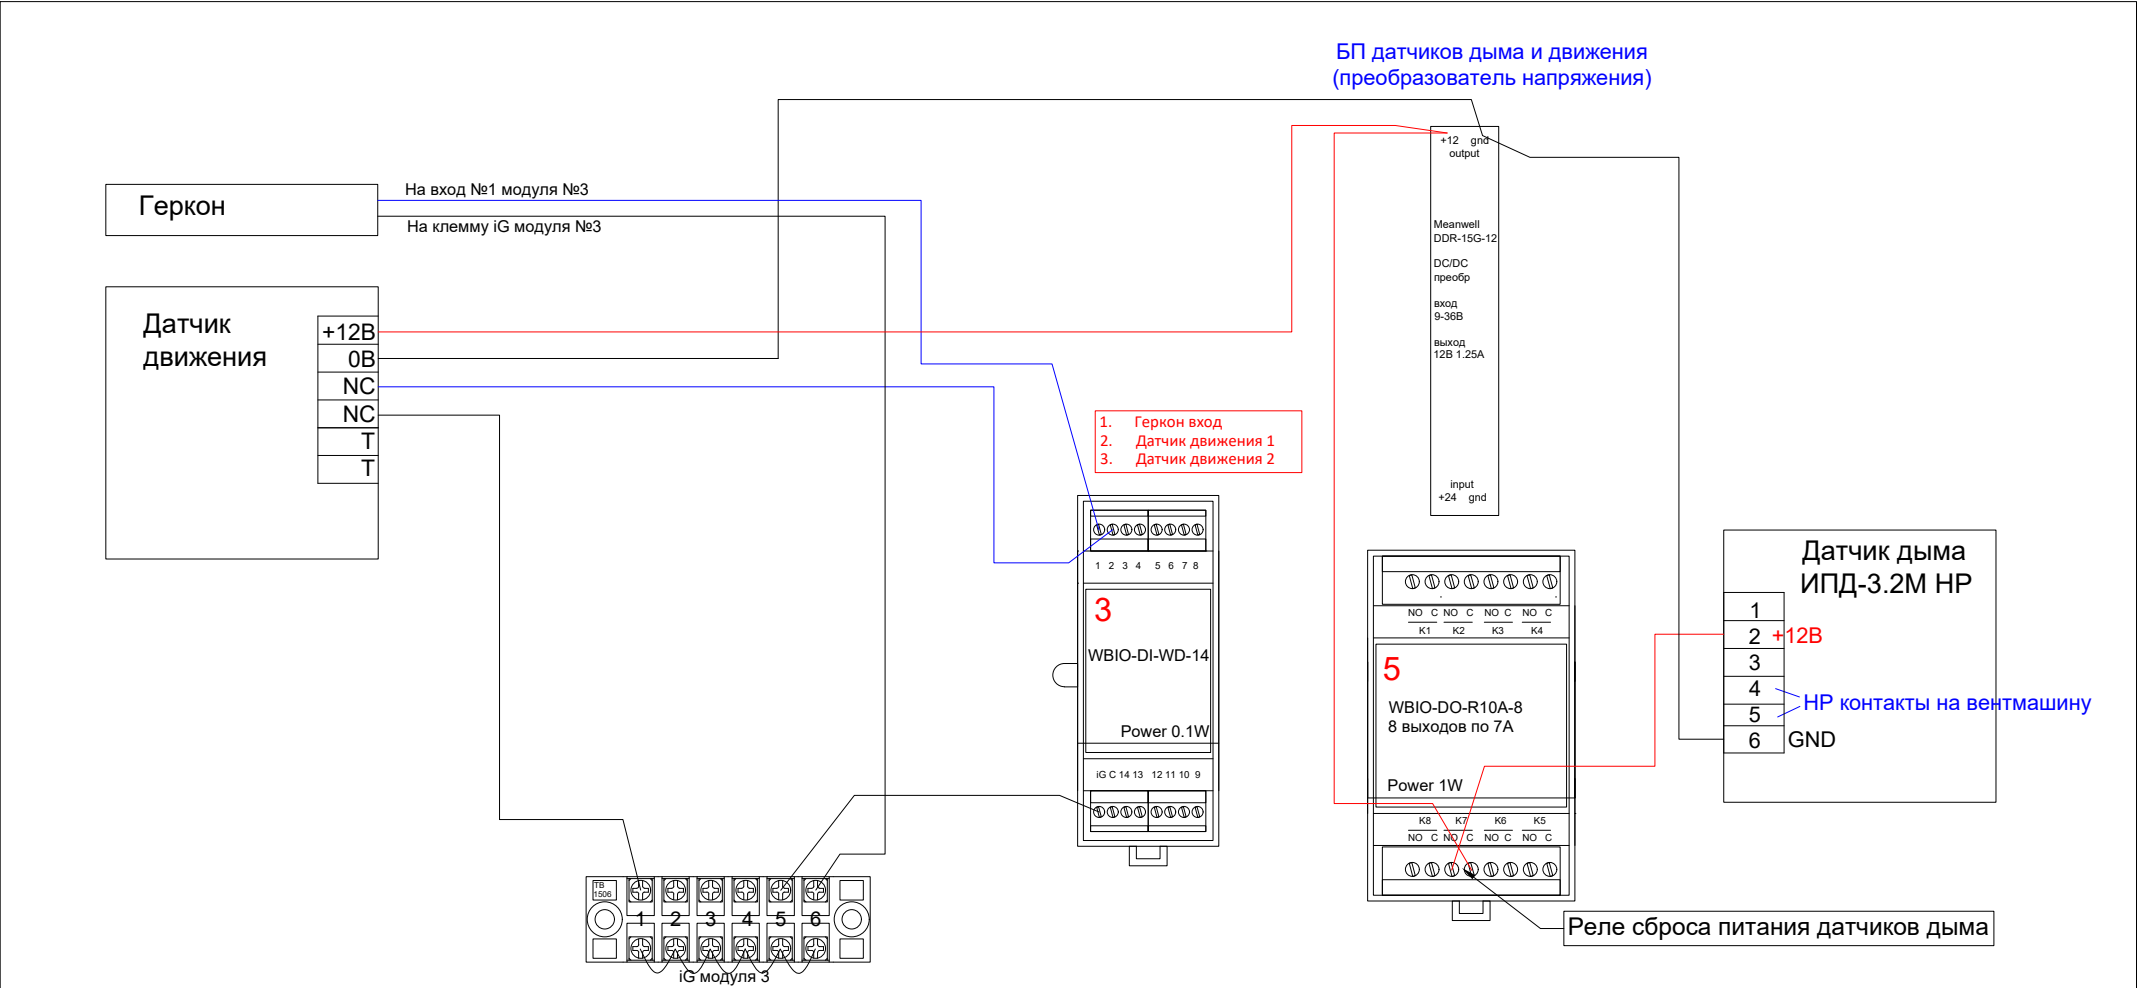 БП датчиков дыма и движения
(преобразователь напряжения)
+12 gnd
output
Meanwell
DDR-15G-12
DC/DC
преобр
вход
9-36В
выход
12В 1.25А
input
+24 gnd
Геркон
На вход №1 модуля №3
На клемму iG модуля №3
Датчик
движения
+12В
0В
NC
NC
T
T
1. Геркон вход
2. Датчик движения 1
3. Датчик движения 2
1 2 3 4 5 6 7 8
3
WBIO-DI-WD-14
Power 0.1W
iG C 14 13 12 11 10 9
NO C NO C NO C NO C
K1 K2 K3 K4
5
WBIO-DO-R10A-8
8 выходов по 7А
Power 1W
K8 K7 K6 K5
NO C NO C NO C NO C
Реле сброса питания датчиков дыма
Датчик дыма
ИПД-3.2М НР
1
2 +12В
3
4
НР контакты на вентмашину
5
6 GND
TB
1506
1 2 3 4 5 6
iG модуля 3